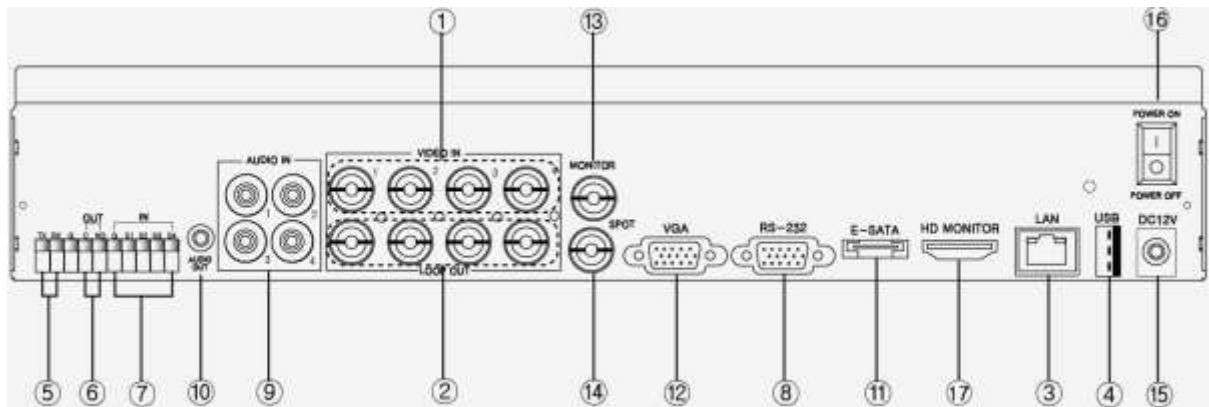 ① ⑬ ⑯
POWER ON
AUDIO IN VIDEO IN MONITOR
1 2 3
POWER OFF
1 2
OUT IN SPOT VGA RS-232 E-SATA HD MONITOR LAN USB DC12V
TX G
AUDIO OUT
3 4 LOOP OUT
⑤ ⑥ ⑦ ⑩ ⑨ ② ⑭ ⑫ ⑧ ⑪ ⑰ ③ ④ ⑮